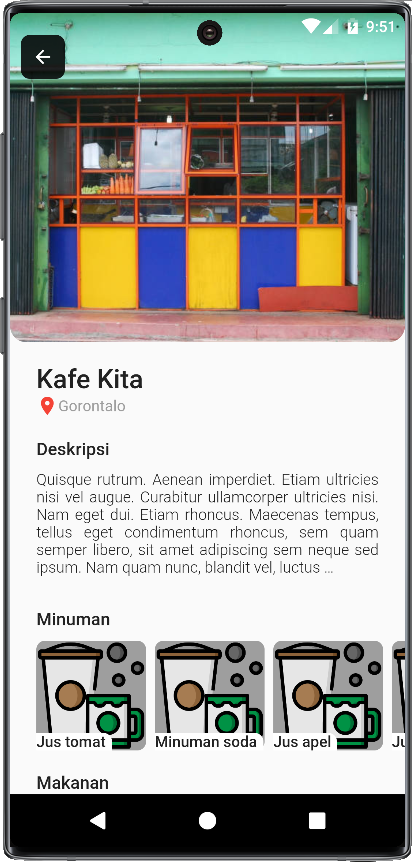 9:51
Kafe Kita
Gorontalo
Deskripsi
Quisque rutrum. Aenean imperdiet. Etiam ultricies
nisi vel augue. Curabitur ullamcorper ultricies nisi.
Nam eget dui. Etiam rhoncus. Maecenas tempus,
tellus eget condimentum rhoncus, sem quam
semper libero, sit amet adipiscing sem neque sed
ipsum. Nam quam nunc, blandit vel, luctus ...
Minuman
Jus tomat Minuman soda Jus apel Ju
Makanan